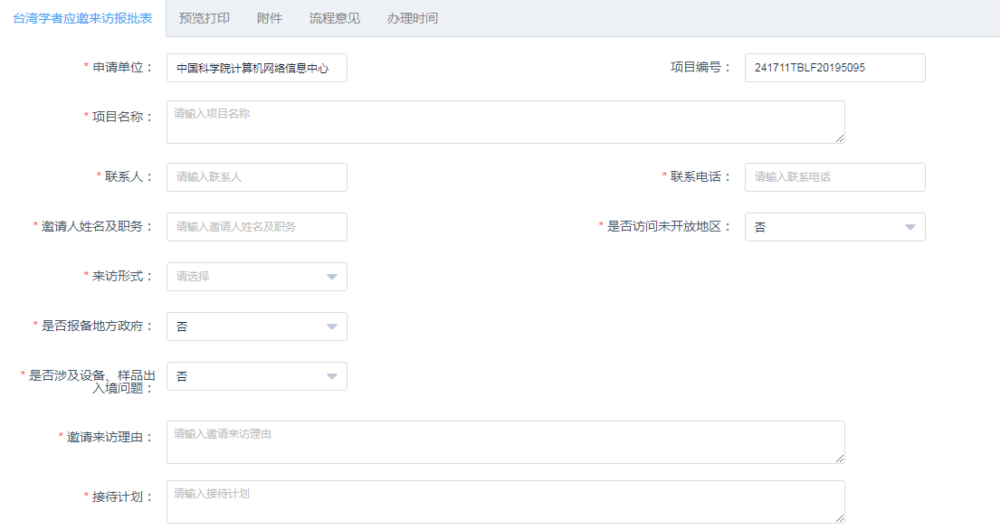 台湾学者应邀来访报批表 预览打印 附件 流程意见 办理时间
* 申请单位： 中国科学院计算机网络信息中心 项目编号： 241711TBLF20195095
* 项目名称： 请输入项目名称
* 联系人： 请输入联系人 * 联系电话： 请输入联系电话
* 邀请人姓名及职务： 请输入邀请人姓名及职务 * 是否访问未开放地区： 否
* 来访形式： 请选择
* 是否报备地方政府： 否
* 是否涉及设备、样品出 否
入境问题：
* 邀请来访理由： 请输入邀请来访理由
* 接待计划： 请输入接待计划